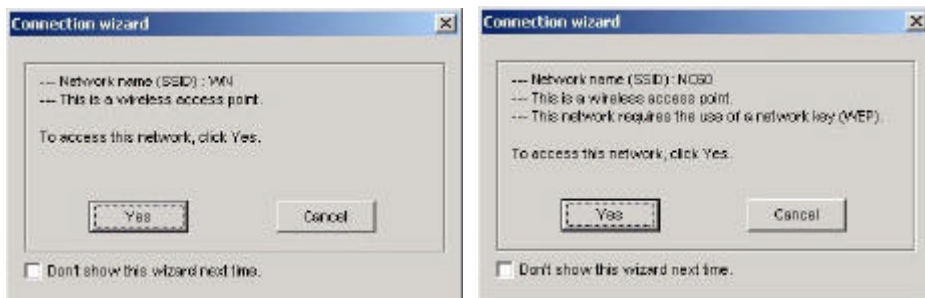 Connection wizard
--- Network name (SSID) : WN
--- This is a wireless access point.
To access this network, click Yes.
Yes
Cancel
Don't show this wizard next time.
Connection wizard
--- Network name (SSID) : NC60
--- This is a wireless access point.
--- This network requires the use of a network key (WEP).
To access this network, click Yes.
Yes
Cancel
Don't show this wizard next time.